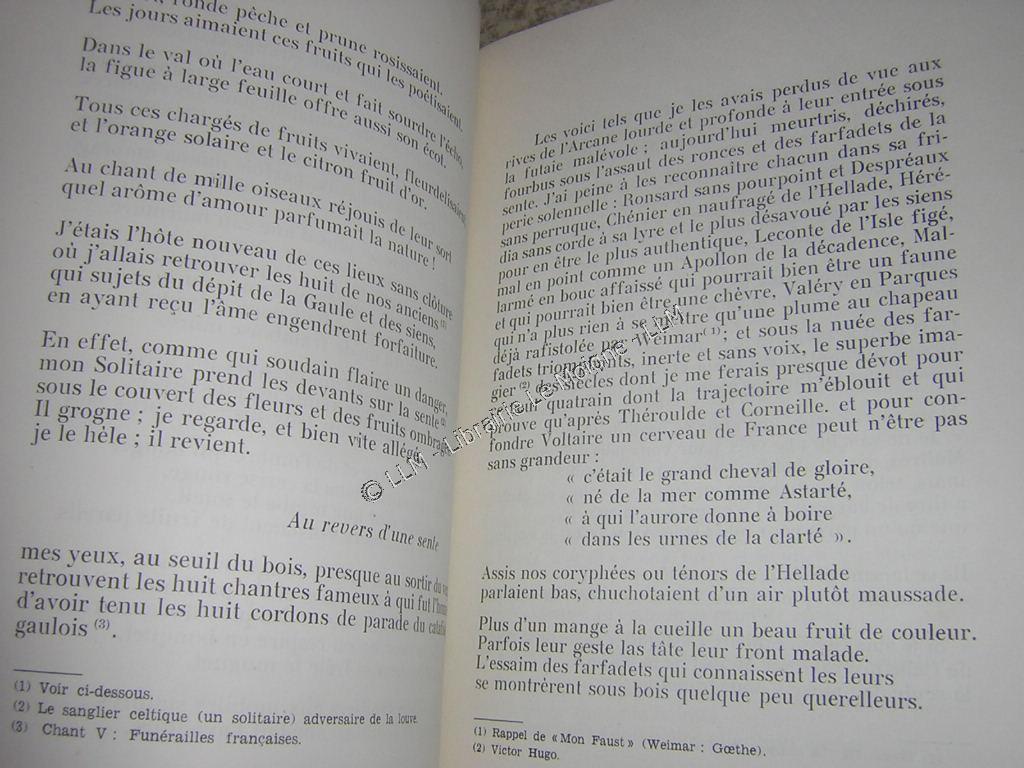 ronde pêche et prune rosissaient.
Les jours aimaient ces fruits qui les poétisaient.
Dans le val où l'eau court et fait sourdre l'écho,
la figue à large feuille offre aussi son écot.
Tous ces chargés de fruits vivaient, fleurdelisaient
et l'orange solaire et le citron fruit d'or.
Au chant de mille oiseaux réjouis de leur sort
quel arôme d'amour parfumait la nature !
J'étais l'hôte nouveau de ces lieux sans clôture
où j'allais retrouver les huit de nos anciens (1)
qui sujets du dépit de la Gaule et des siens,
en ayant reçu l'âme engendrent forfaiture.
En effet, comme qui soudain flaire un danger,
mon Solitaire prend les devants sur la sente (2)
sous le couvert des fleurs et des fruits
Il grogne ; je regarde, et bien vite allégé,
je le hèle ; il revient.
Au revers d'une sente
mes yeux, au seuil du bois, presque au sortir du
retrouvent les huit chantres fameux à qui fut
d'avoir tenu les huit cordons de parade du
gaulois (3).
(1) Voir ci-dessous.
(2) Le sanglier celtique (un solitaire) adversaire de la louve.
(3) Chant V : Funérailles françaises.
Les voici tels que je les avais perdus de vue aux
rives de l'Arcane lourde et profonde à leur entrée sous
la futaie malévole ; aujourd'hui meurtris, déchirés,
fourbus sous l'assaut des ronces et des farfadets de la
sente. J'ai peine à les reconnaître chacun dans sa fri-
perie solennelle : Ronsard sans pourpoint et Despréaux
sans perruque, Chénier en naufragé de l'Hellade, Héré-
dia sans corde à sa lyre et le plus désavoué par les siens
pour en être le plus authentique, Leconte de l'Isle figé,
mal en point comme un Apollon de la décadence, Mal-
larmé en bouc affaissé qui pourrait bien être un faune
et qui pourrait bien être une chèvre, Valéry en Parques
qui n'a plus rien à se mettre qu'une plume au chapeau
déjà rafistolée par Weimar (1) ; et sous la nuée des far-
fadets triomphants, inerte et sans voix, le superbe ima-
gier (2) des siècles dont je me ferais presque dévot pour
pour quatrain dont la trajectoire m'éblouit et qui
prouve qu'après Théroulde et Corneille. et pour con-
fondre Voltaire un cerveau de France peut n'être pas
sans grandeur :
« c'était le grand cheval de gloire,
« né de la mer comme Astarté,
« à qui l'aurore donne à boire
« dans les urnes de la clarté ».
Assis nos coryphées ou ténors de l'Hellade
parlaient bas, chuchotaient d'un air plutôt maussade.
Plus d'un mange à la cueille un beau fruit de couleur.
Parfois leur geste las tâte leur front malade.
L'essaim des farfadets qui connaissent les leurs
se montrèrent sous bois quelque peu querelleurs.
(1) Rappel de « Mon Faust » (Weimar : Gœthe).
(2) Victor Hugo.
© LLM - Librairie Le Moigne - LLM